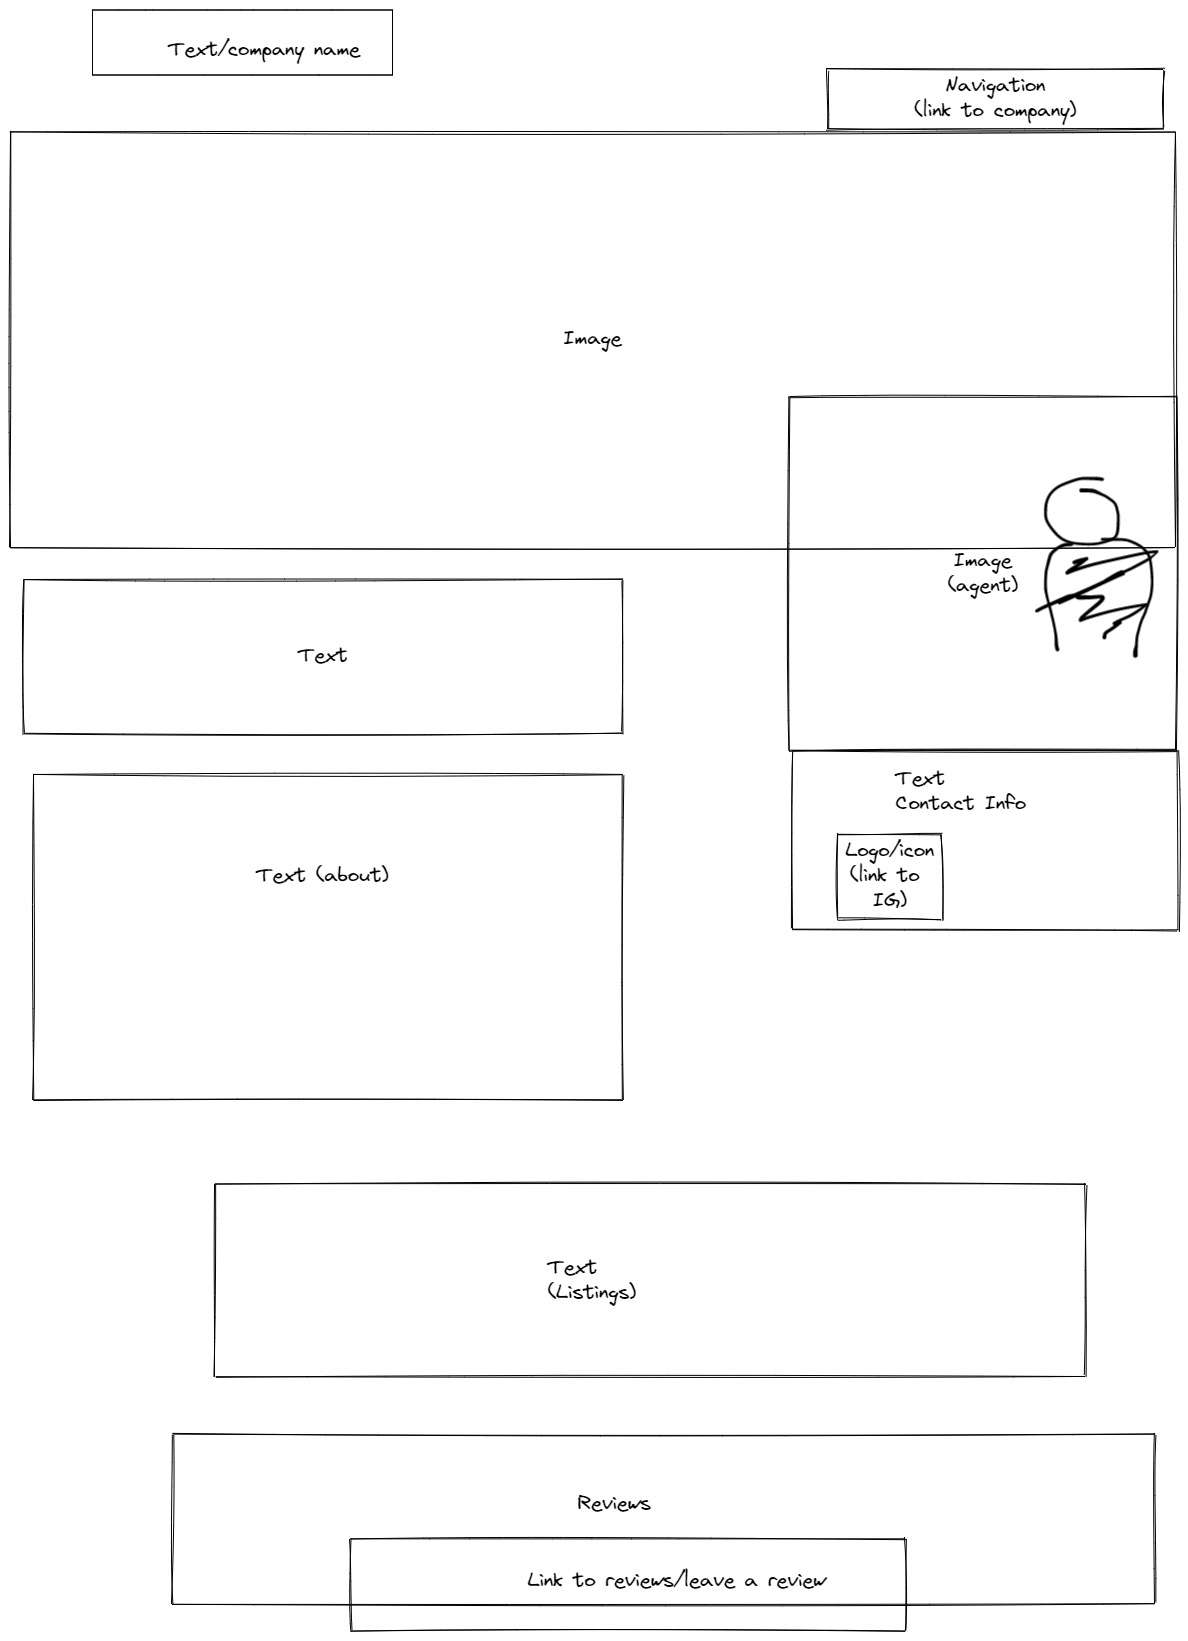 Text/company name
Navigation
(link to company)
Image
Image
(agent)
Text
Text
Contact Info
Logo/icon
(link to
IG)
Text (about)
Text
(Listings)
Reviews
Link to reviews/leave a review